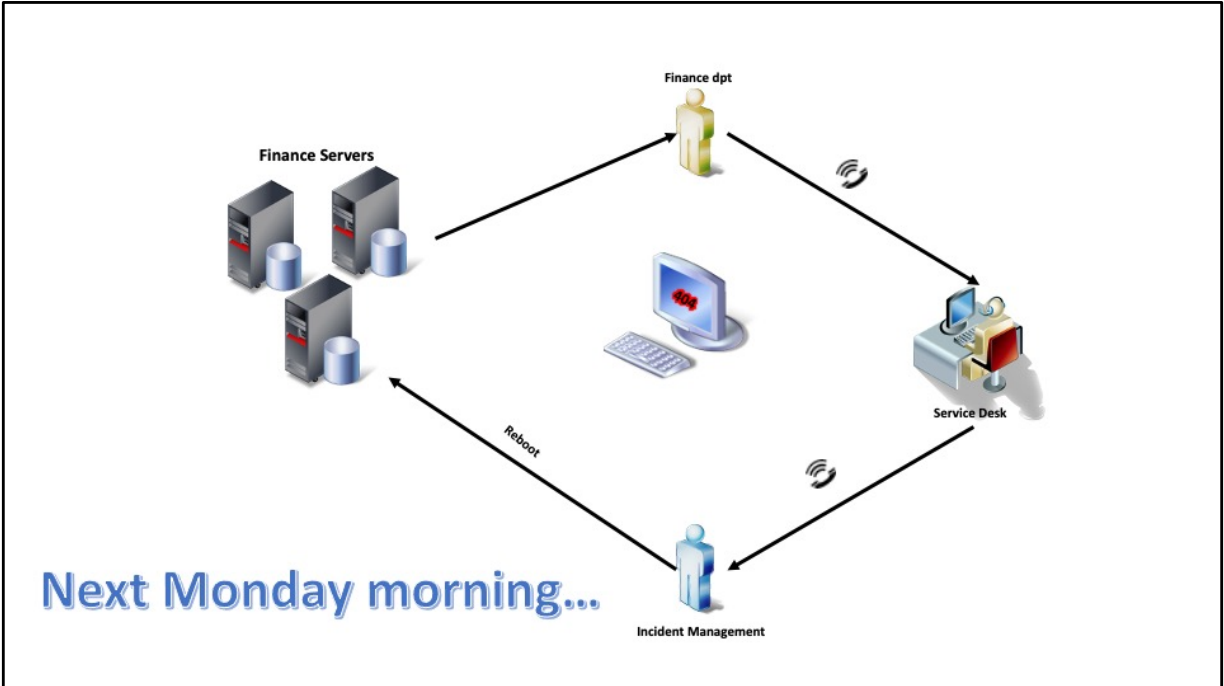 Finance dpt
Finance Servers
404
Service Desk
Reboot
Next Monday morning...
Incident Management